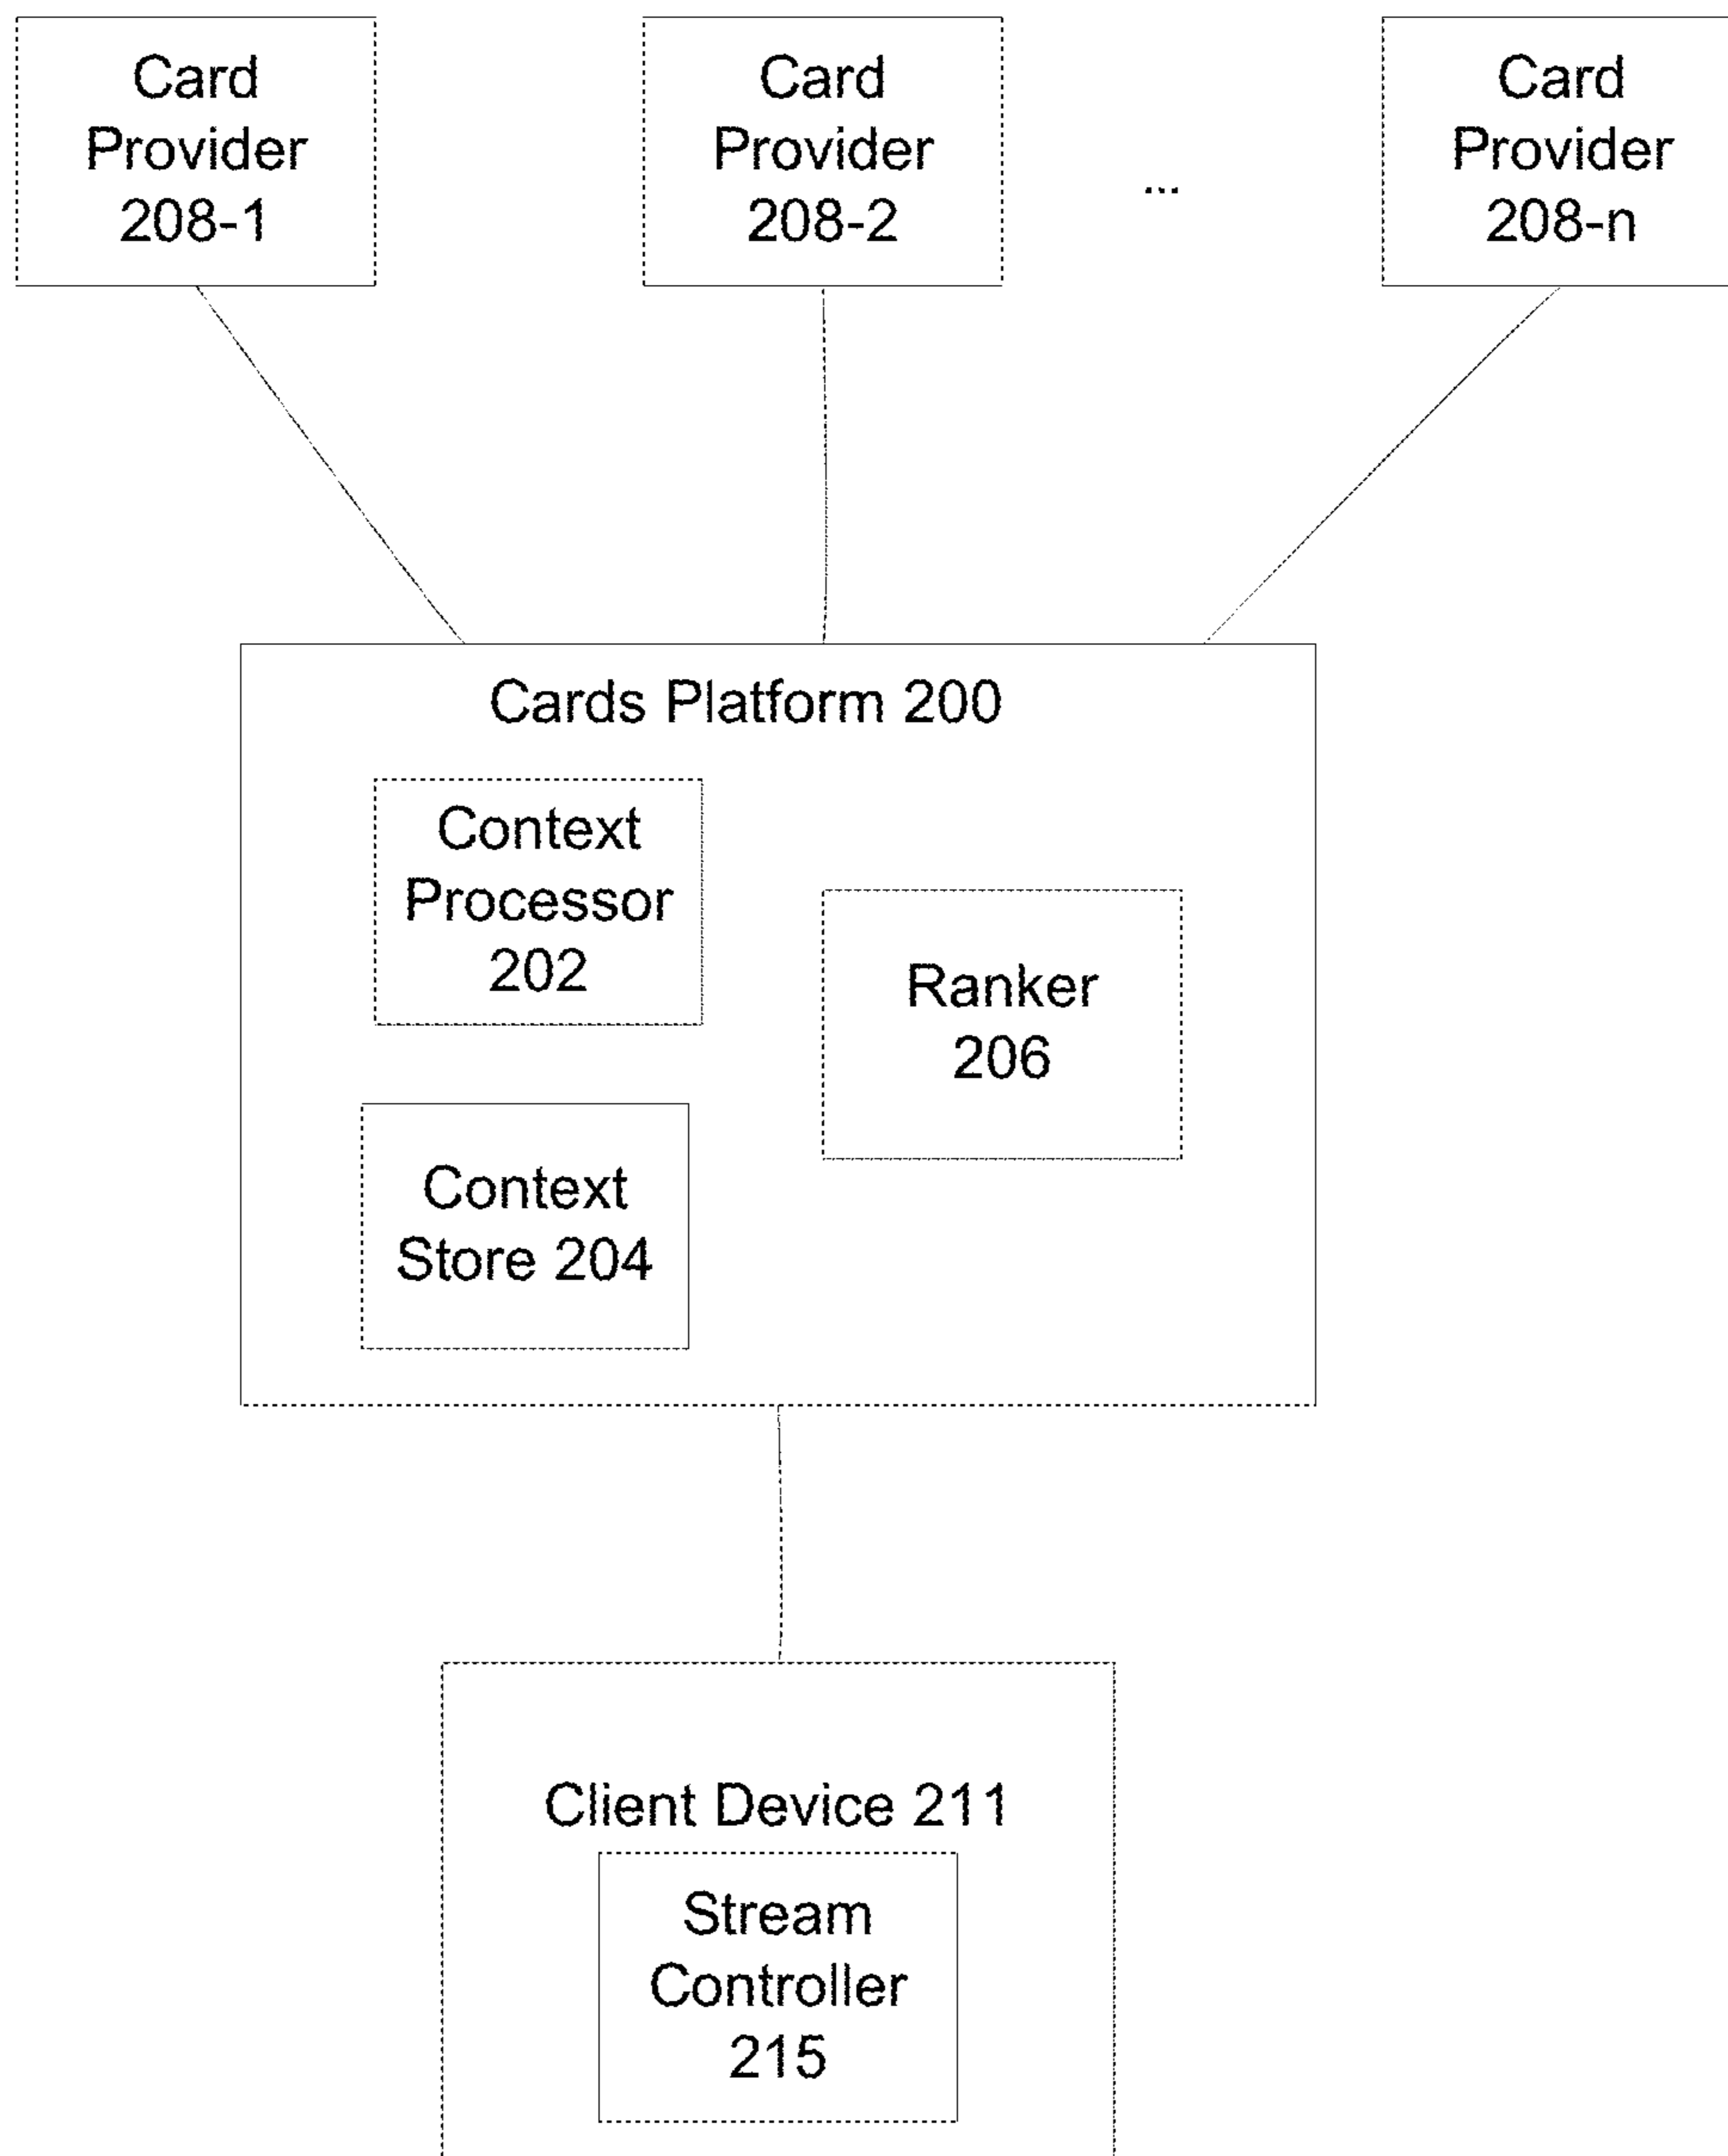 Card
Provider
208-1
Card
Provider
208-2
...
Card
Provider
208-n
Cards Platform 200
Context
Processor
202
Ranker
206
Context
Store 204
Client Device 211
Stream
Controller
215